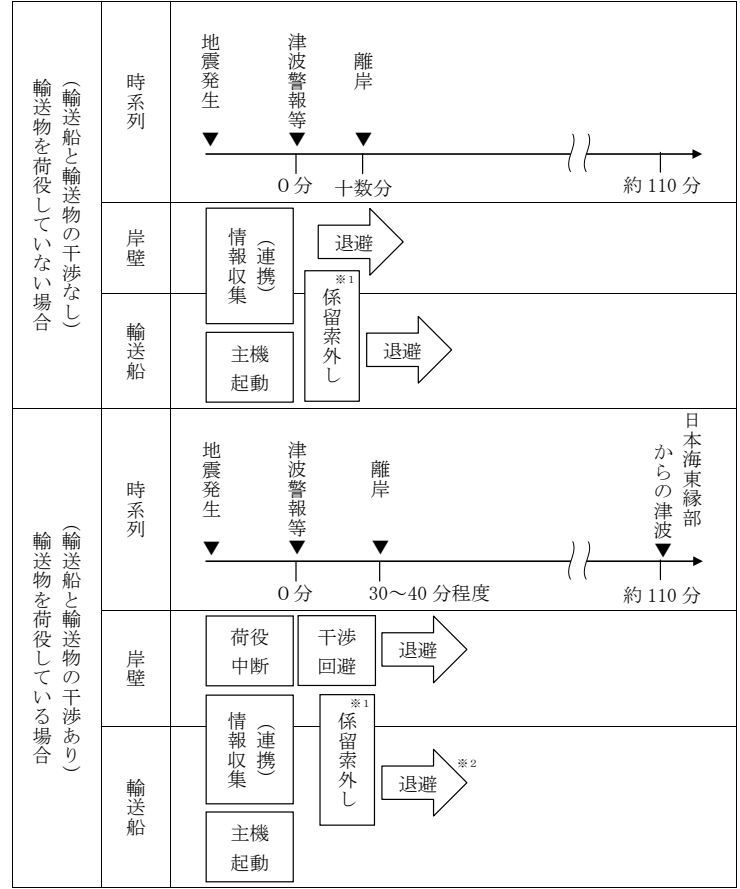 輸送物を荷役していない場合
（輸送船と輸送物の干渉なし）
時系列
地震発生
津波警報等
離岸
0分
十数分
約110分
岸壁
情報収集
（連携）
退避
※1
係留索外し
輸送船
主機
起動
退避
輸送物を荷役している場合
（輸送船と輸送物の干渉あり）
時系列
地震発生
津波警報等
離岸
日本海東縁部
からの津波
0分
30～40分程度
約110分
岸壁
荷役
中断
干渉
回避
退避
情報収集
（連携）
※1
係留索外し
輸送船
退避
※2
主機
起動